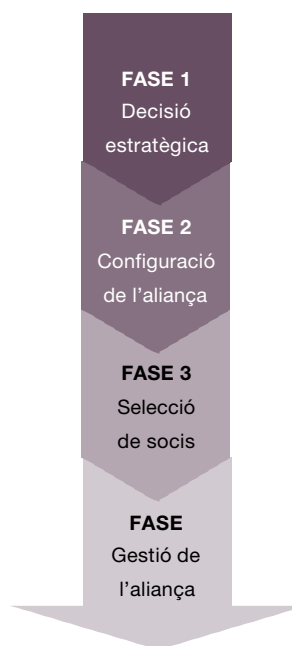 FASE 1
Decisió
estratègica
FASE 2
Configuració
de l’aliança
FASE 3
Selecció
de socis
FASE
Gestió de
l’aliança